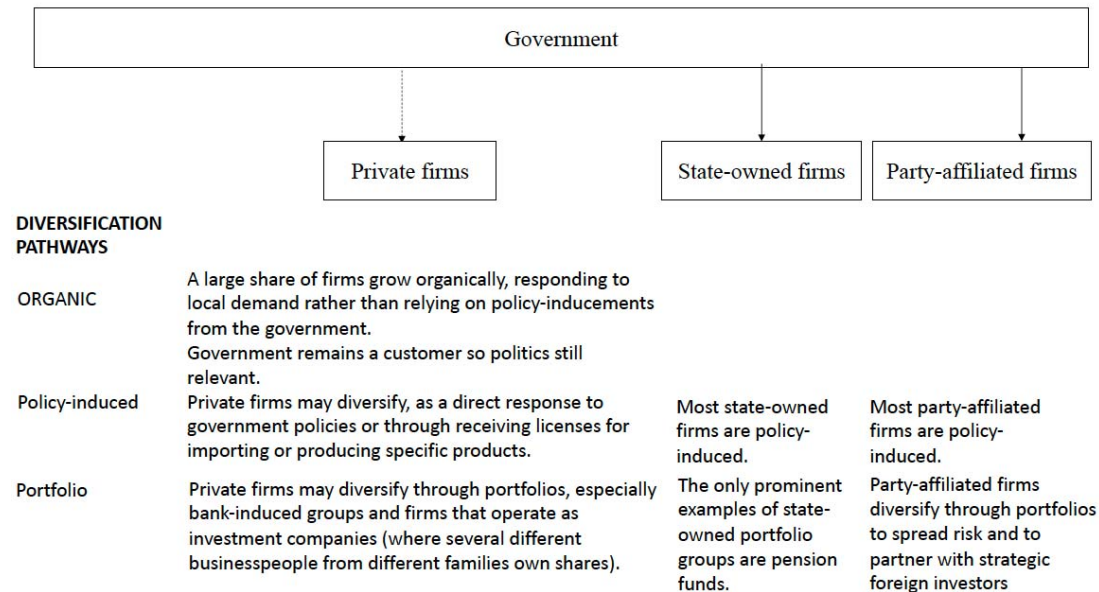 Government
Private firms
State-owned firms
Party-affiliated firms
DIVERSIFICATION
PATHWAYS
ORGANIC
A large share of firms grow organically, responding to
local demand rather than relying on policy-inducements
from the government.
Government remains a customer so politics still
relevant.
Policy-induced
Private firms may diversify, as a direct response to
government policies or through receiving licenses for
importing or producing specific products.
Most state-owned
firms are policy-
induced.
Most party-affiliated
firms are policy-
induced.
Portfolio
Private firms may diversify through portfolios, especially
bank-induced groups and firms that operate as
investment companies (where several different
businesspeople from different families own shares).
The only prominent
examples of state-
owned portfolio
groups are pension
funds.
Party-affiliated firms
diversify through portfolios
to spread risk and to
partner with strategic
foreign investors